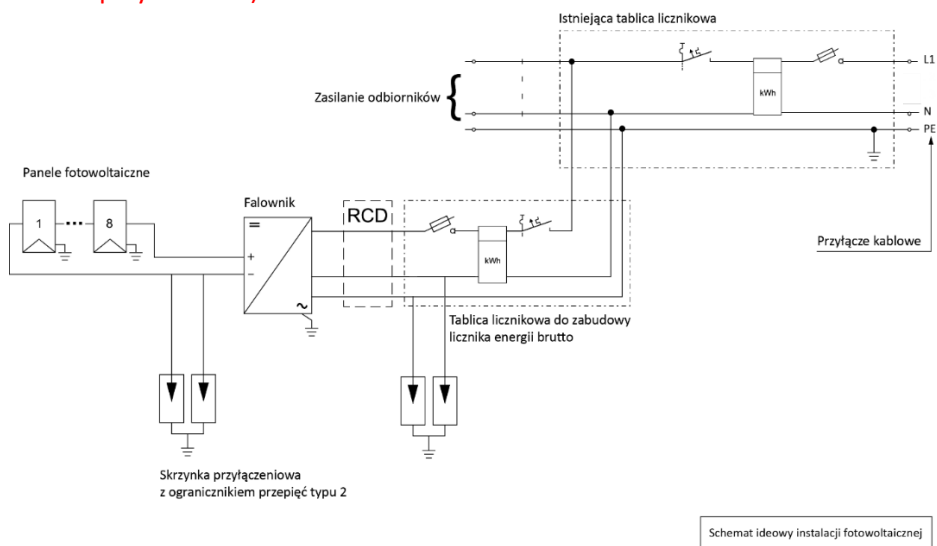 Istniejąca tablica licznikowa
L1
kWh
Zasilanie odbiorników
N
PE
Panele fotowoltaiczne
Falownik
RCD
1
8
kWh
Przyłącze kablowe
Tablica licznikowa do zabudowy
licznika energii brutto
Skrzynka przyłączeniowa
z ogranicznikiem przepięć typu 2
Schemat ideowy instalacji fotowoltaicznej